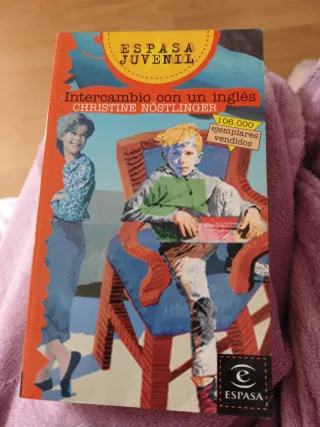 ESPASA
JUVENIL
Intercambio con un inglés
CHRISTINE NÖSTLINGER
106.000
ejemplares
vendidos
e
ESPASA